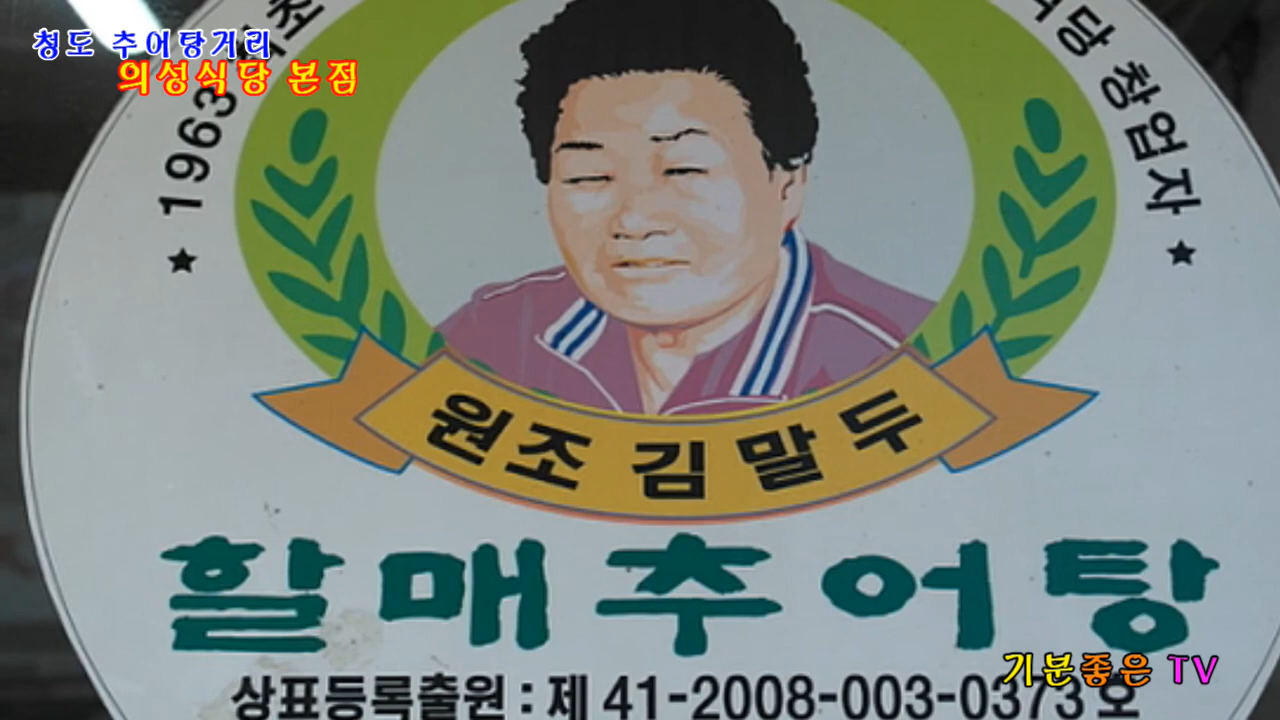 청도 추어탕거리
의성식당 본점
★ 1963
식당 창업자 ★
원조 김말두
할매추어탕
기분좋은 TV
상표등록출원 : 제 41-2008-003-0373 호